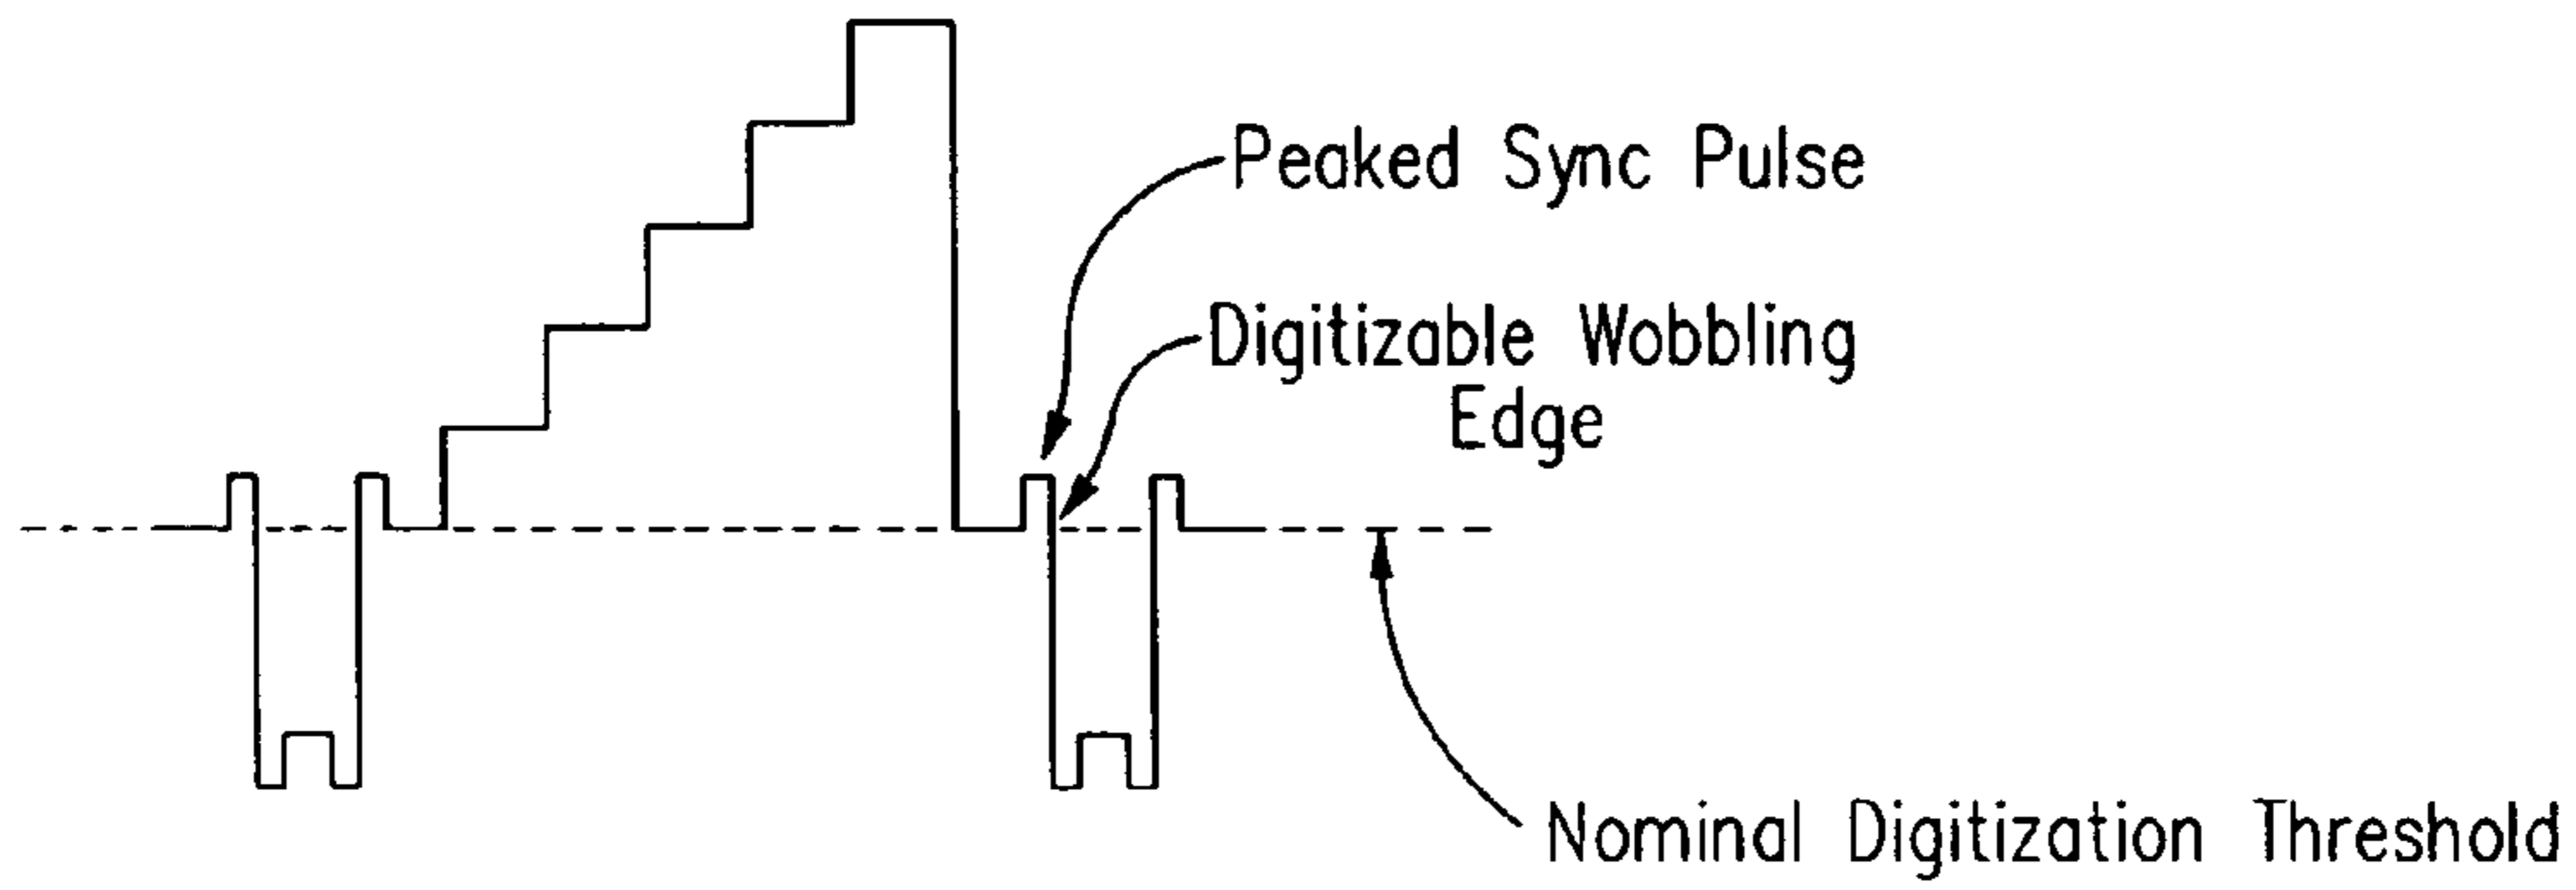 Peaked Sync Pulse
Digitizable Wobbling
Edge
Nominal Digitization Threshold